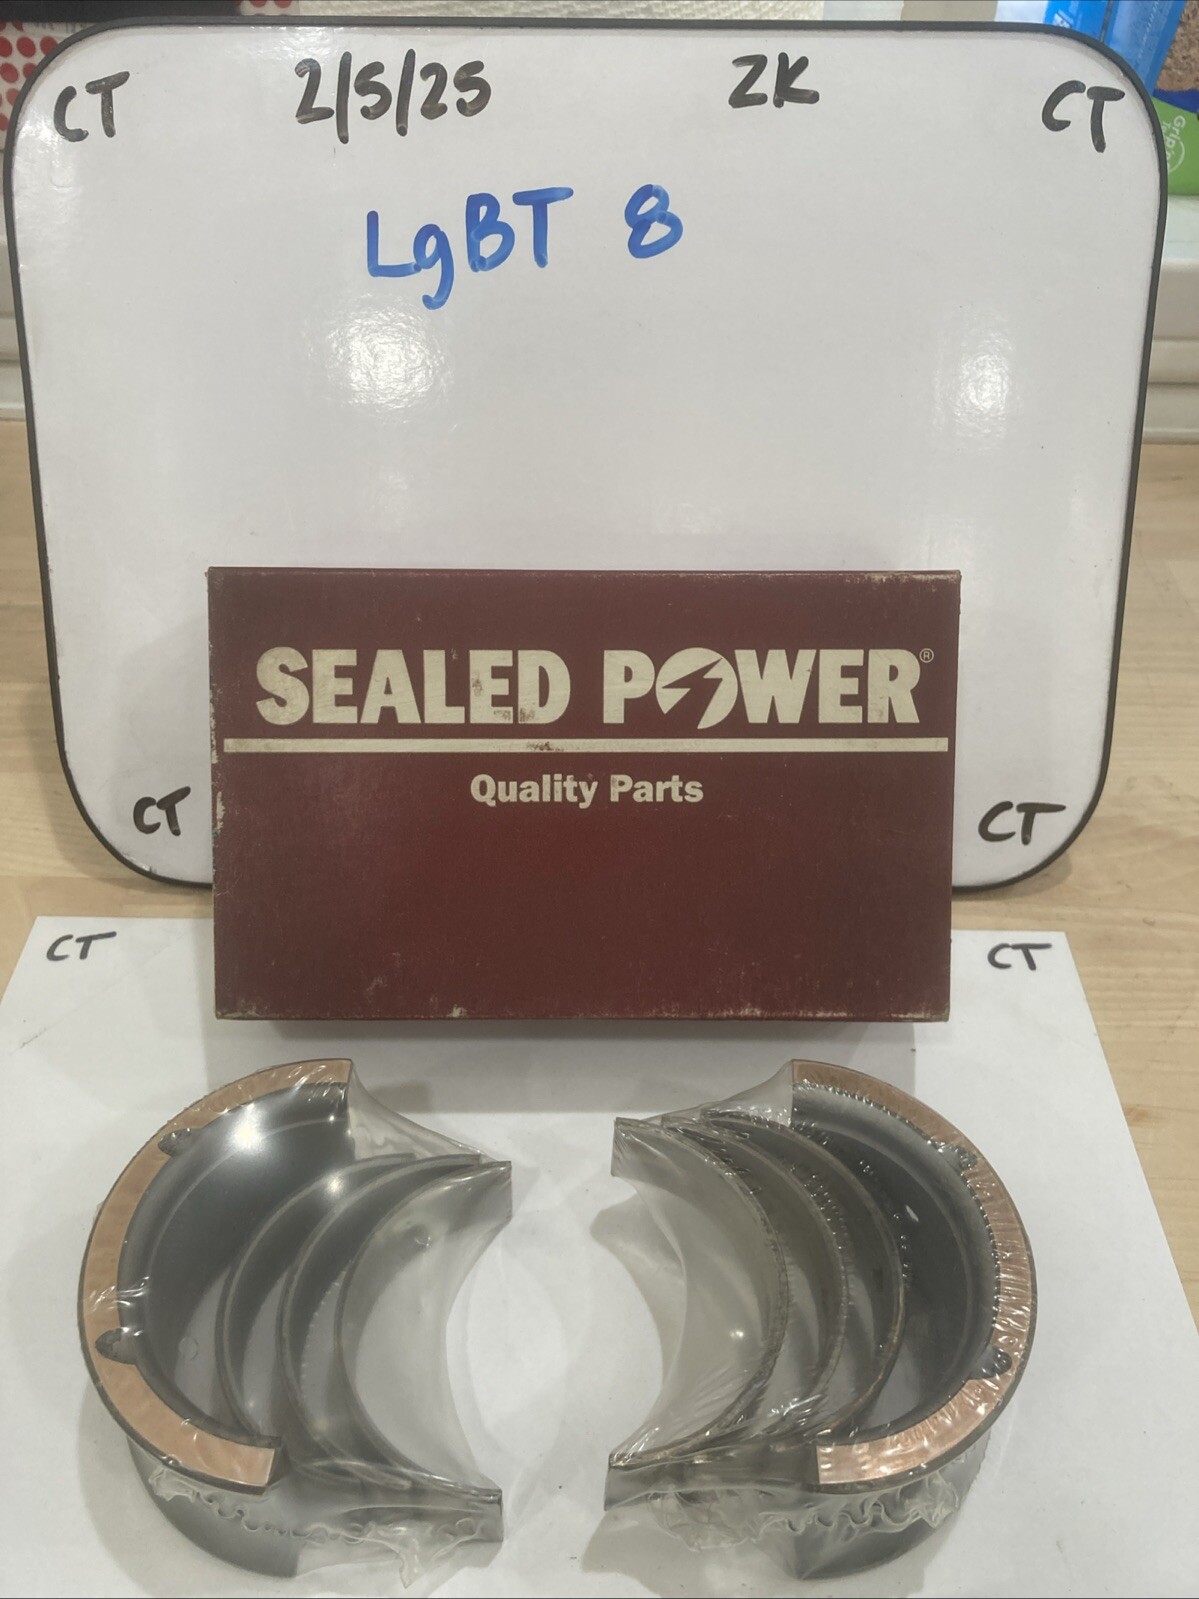 CT 2/5/25 ZK CT
LgBT 8
SEALED POWER®
Quality Parts
CT CT
CT CT